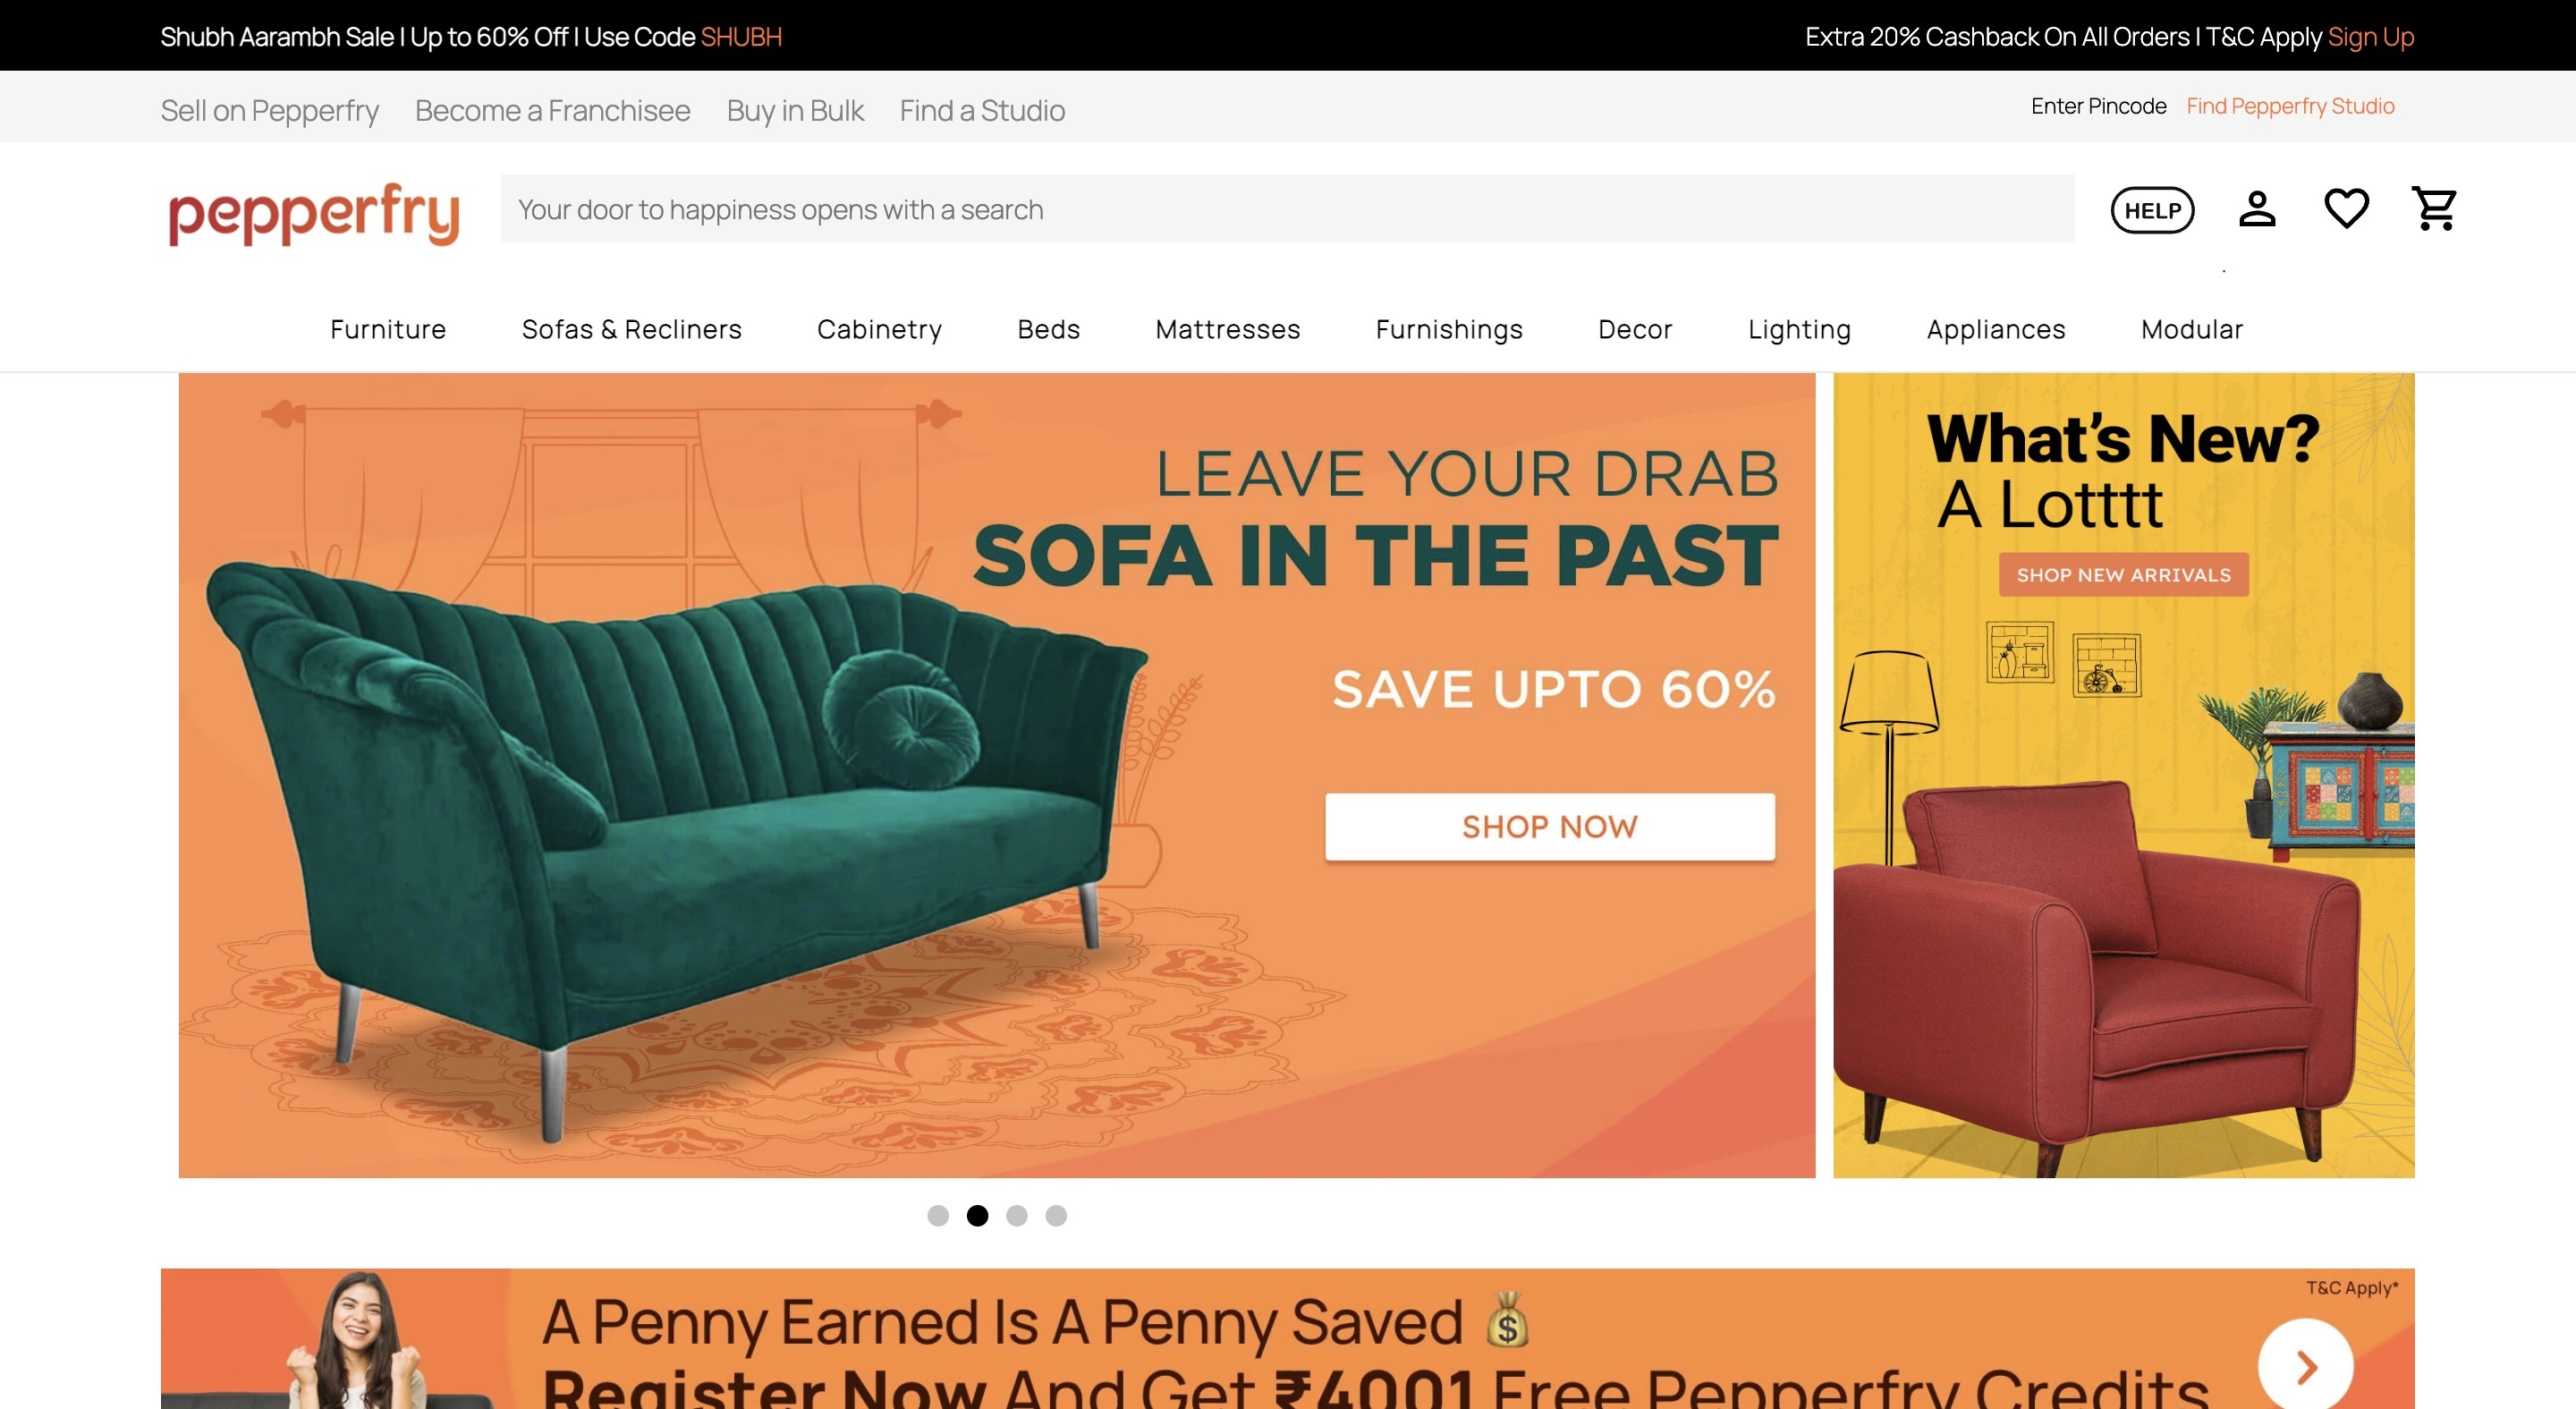 Shubh Aarambh Sale | Up to 60% Off | Use Code SHUBH
Extra 20% Cashback On All Orders | T&C Apply Sign Up
Sell on Pepperfry Become a Franchisee Buy in Bulk Find a Studio
Enter Pincode Find Pepperfry Studio
pepperfry
Your door to happiness opens with a search
HELP
Furniture Sofas & Recliners Cabinetry Beds Mattresses Furnishings Decor Lighting Appliances Modular
LEAVE YOUR DRAB
SOFA IN THE PAST
SAVE UPTO 60%
SHOP NOW
What's New?
A Lotttt
SHOP NEW ARRIVALS
T&C Apply*
A Penny Earned Is A Penny Saved
Register Now And Get ₹4001 Free Pepperfry Credits